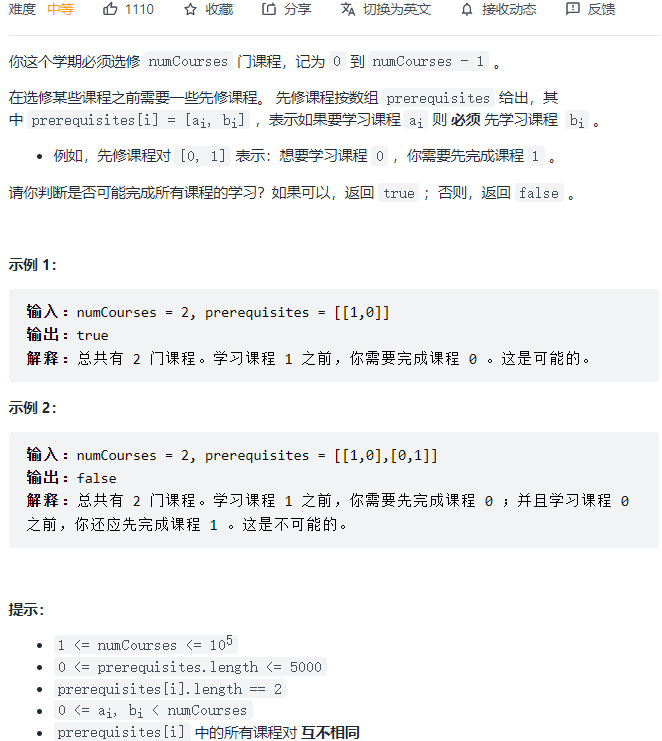 难度 中等 1110 收藏 分享 切换为英文 接收动态 反馈
你这个学期必须选修 numCourses 门课程，记为 0 到 numCourses - 1 。
在选修某些课程之前需要一些先修课程。 先修课程按数组 prerequisites 给出，其
中 prerequisites[i] = [ai, bi] ，表示如果要学习课程 ai 则 必须 先学习课程 bi 。
• 例如，先修课程对 [0, 1] 表示：想要学习课程 0 ，你需要先完成课程 1 。
请你判断是否可能完成所有课程的学习？如果可以，返回 true ；否则，返回 false 。
示例 1：
输入：numCourses = 2, prerequisites = [[1,0]]
输出：true
解释：总共有 2 门课程。学习课程 1 之前，你需要完成课程 0 。这是可能的。
示例 2：
输入：numCourses = 2, prerequisites = [[1,0],[0,1]]
输出：false
解释：总共有 2 门课程。学习课程 1 之前，你需要先完成课程 0 ；并且学习课程 0
之前，你还应先完成课程 1 。这是不可能的。
提示：
• 1 <= numCourses <= 10⁵
• 0 <= prerequisites.length <= 5000
• prerequisites[i].length == 2
• 0 <= ai, bi < numCourses
• prerequisites[i] 中的所有课程对 互不相同